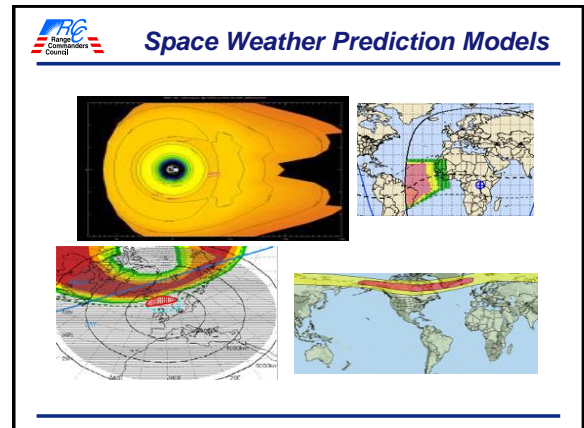 RCC
Range
Commanders
Council
Space Weather Prediction Models